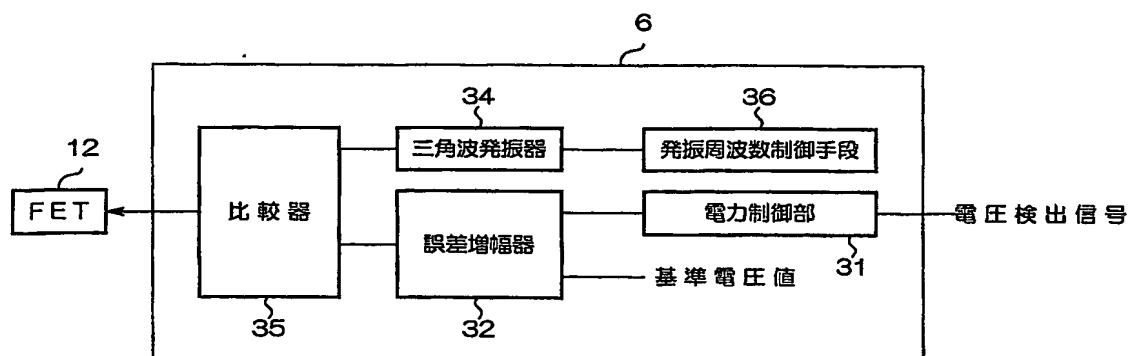 6
34
36
三角波発振器
発振周波数制御手段
12
FET
比較器
電力制御部
電圧検出信号
誤差増幅器
31
基準電圧値
35
32